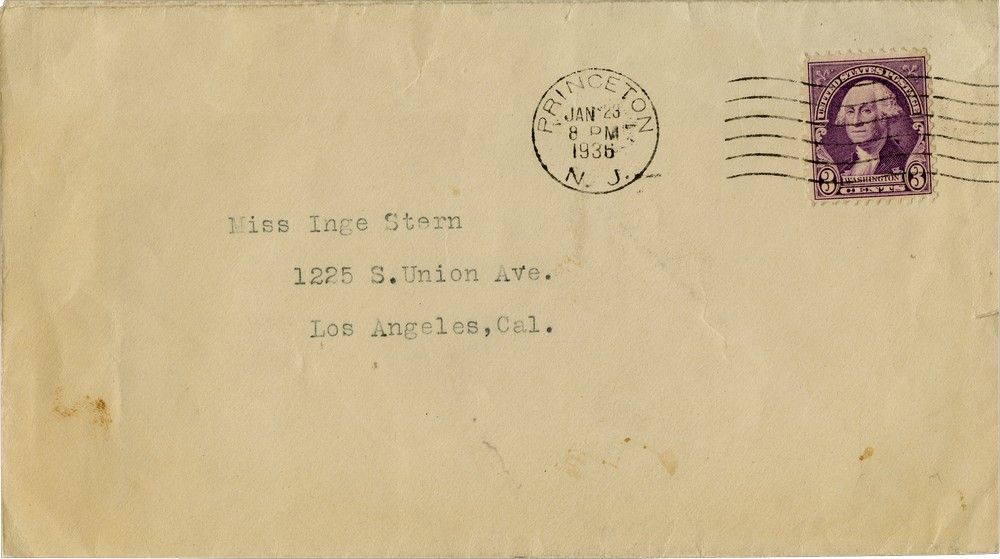 PRINCETON
JAN 23
8 PM
1936
N. J.
UNITED STATES POSTAGE
3 WASHINGTON 3
CENTS
Miss Inge Stern
1225 S.Union Ave.
Los Angeles,Cal.